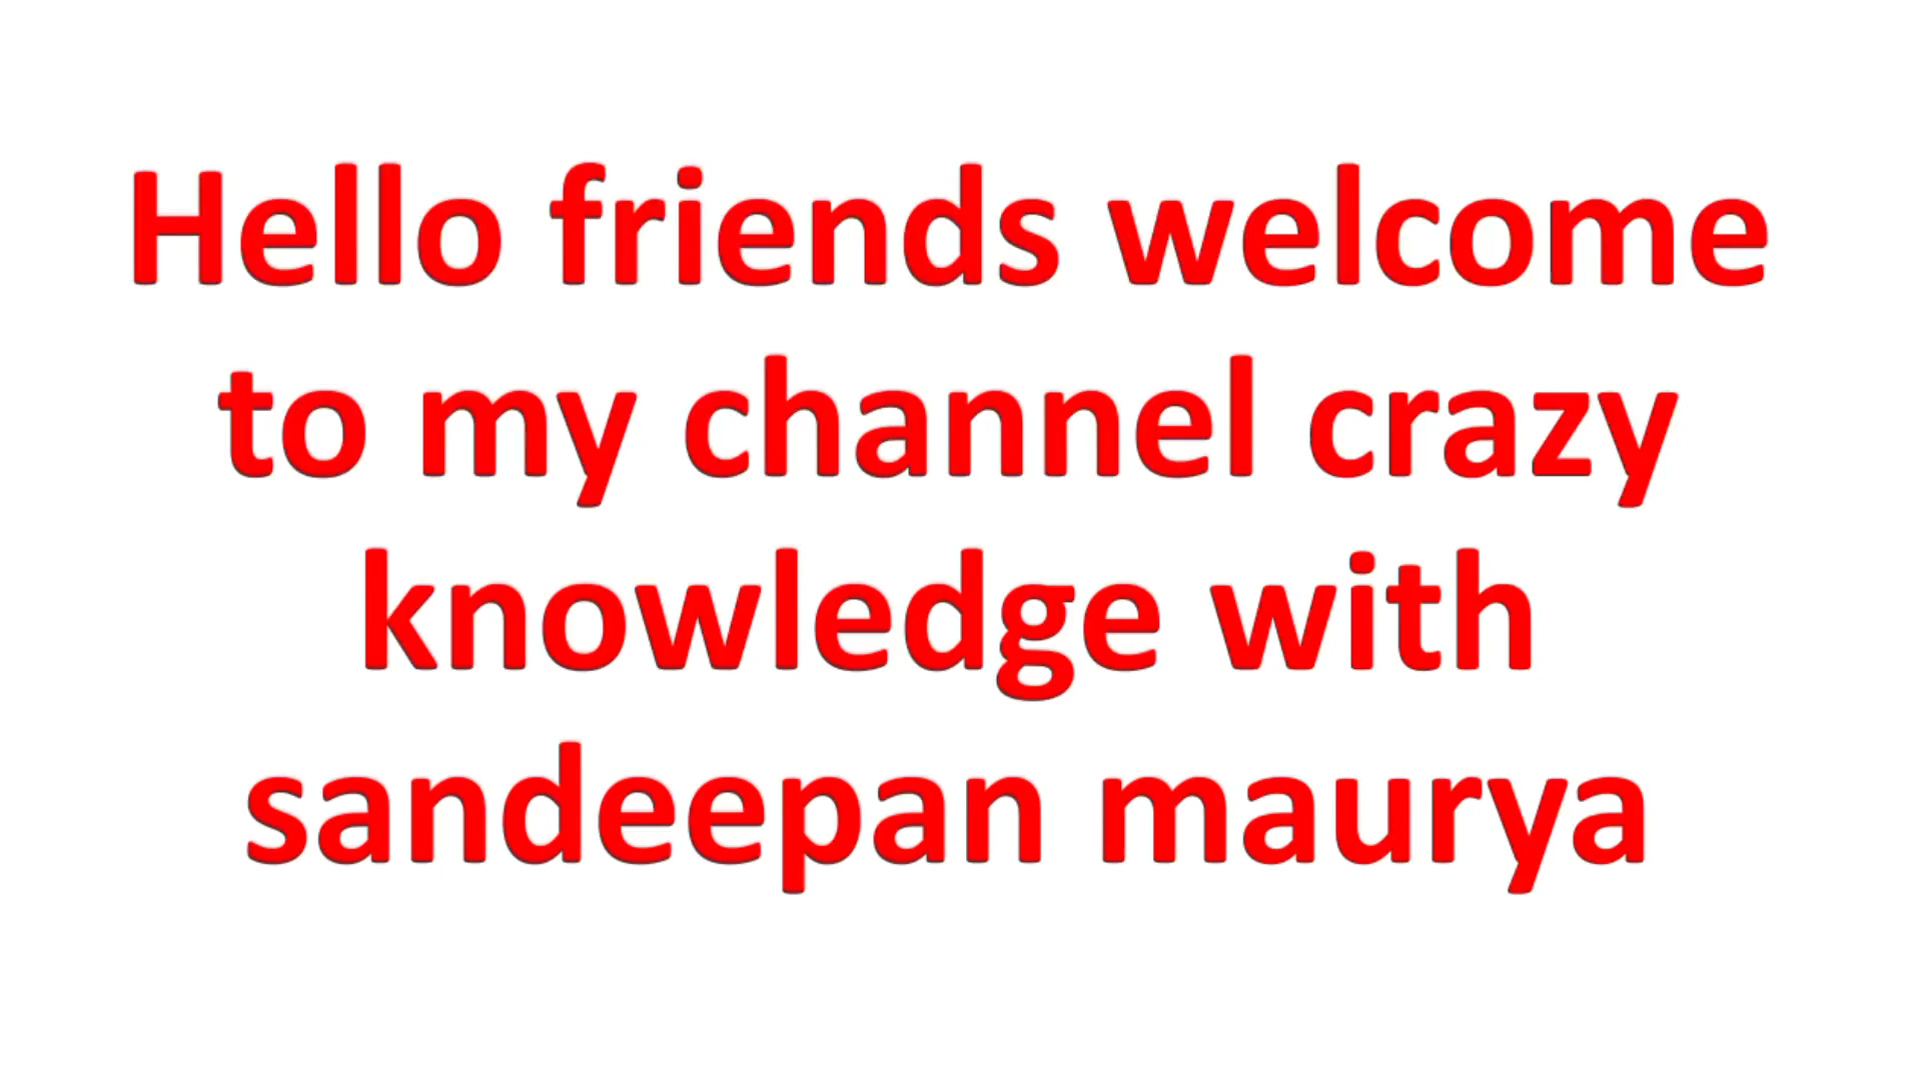 Hello friends welcome
to my channel crazy
knowledge with
sandeepan maurya